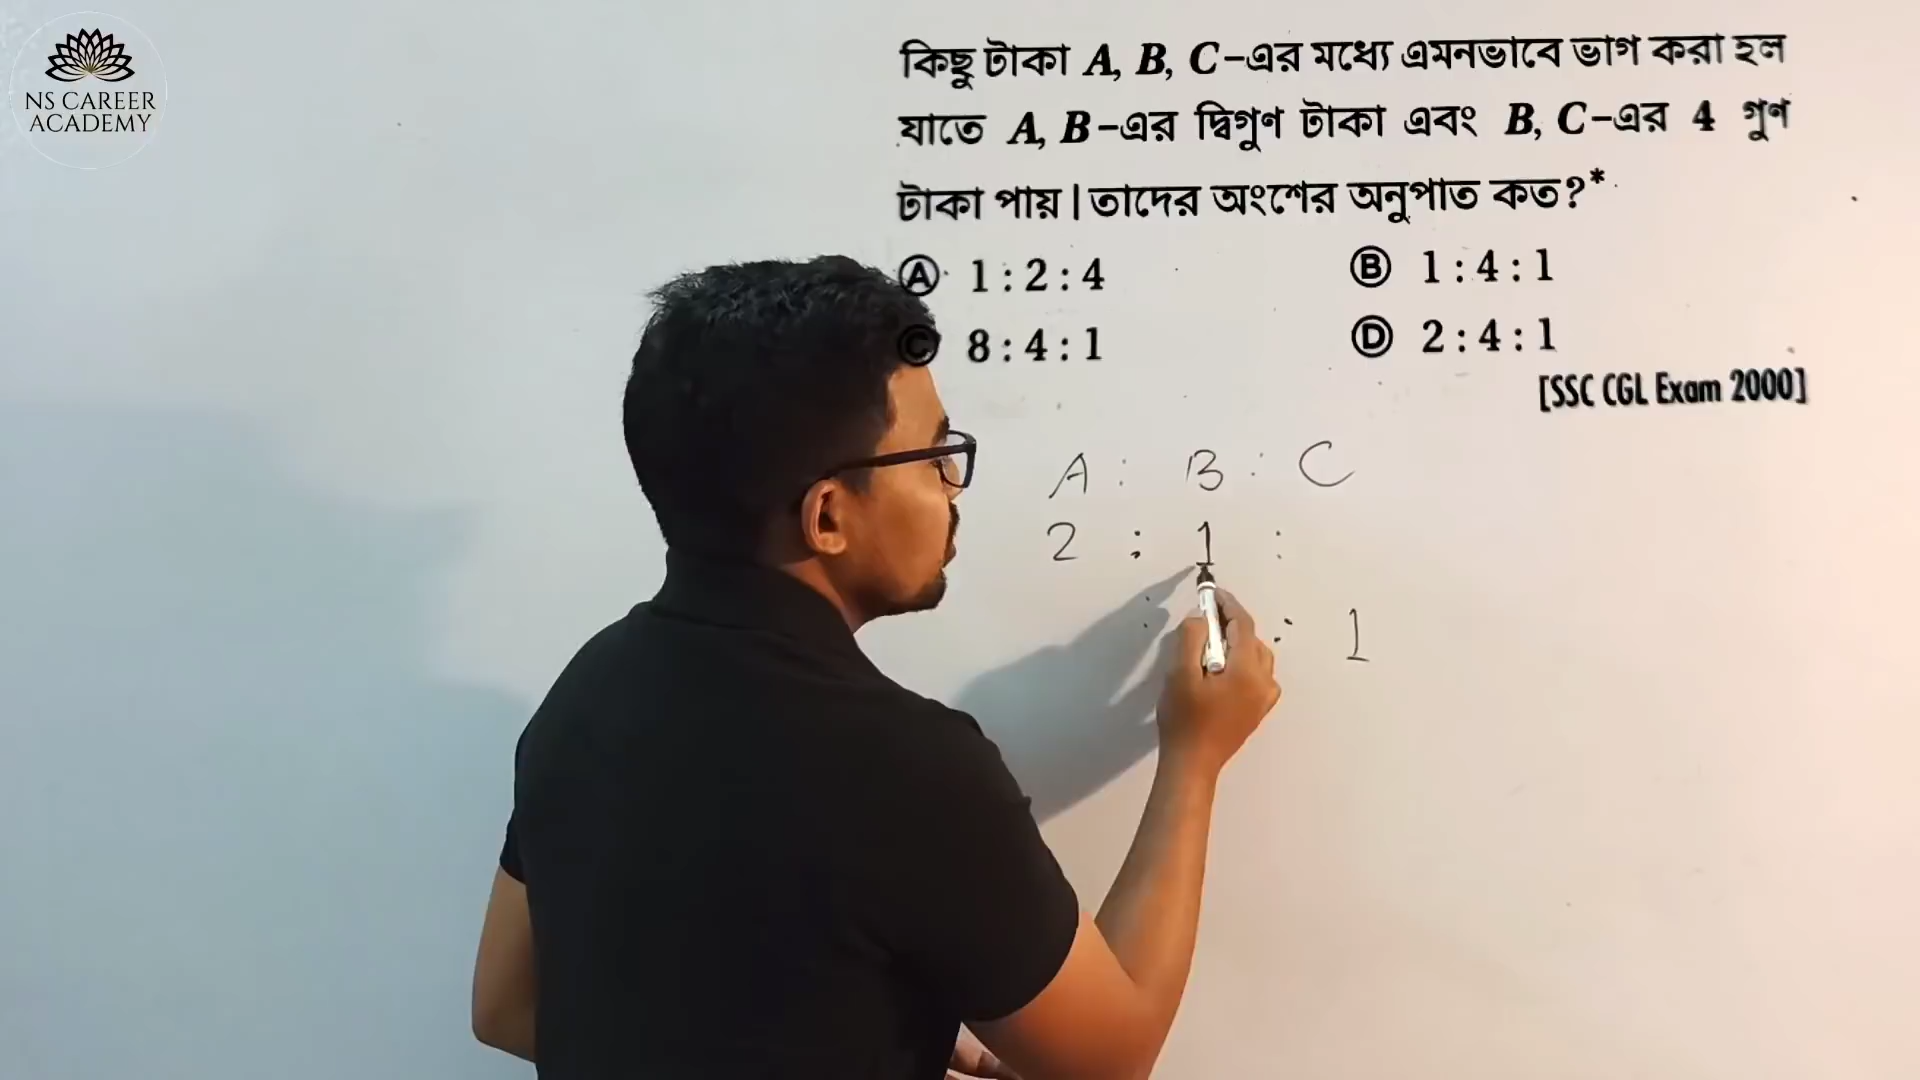 NS CAREER
ACADEMY
কিছু টাকা A, B, C-এর মধ্যে এমনভাবে ভাগ করা হল
যাতে A, B-এর দ্বিগুণ টাকা এবং B, C-এর 4 গুণ
টাকা পায়। তাদের অংশের অনুপাত কত?*
Ⓐ 1 : 2 : 4
Ⓑ 1 : 4 : 1
Ⓒ 8 : 4 : 1
Ⓓ 2 : 4 : 1
[SSC CGL Exam 2000]
A : B : C
2 : 1 :
: 1